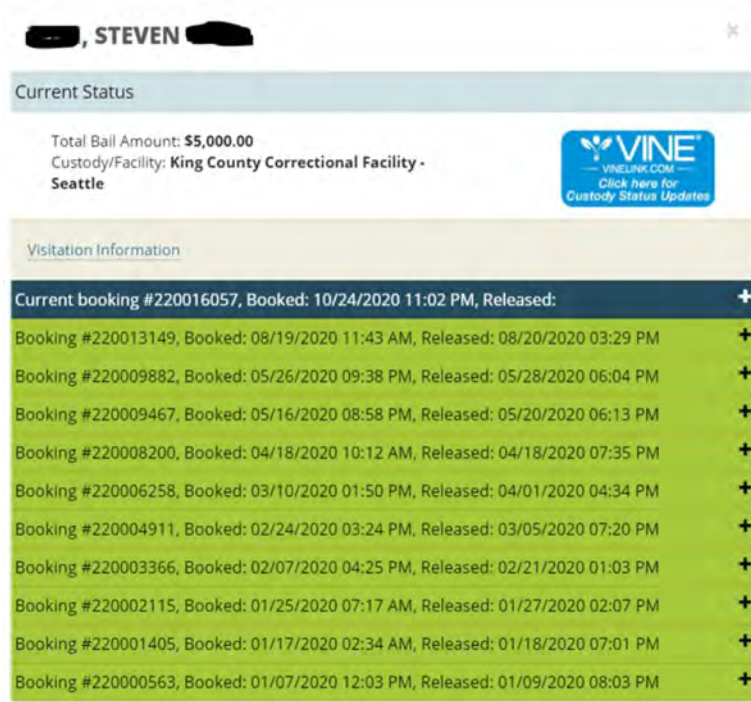 , STEVEN
×
Current Status
Total Bail Amount: $5,000.00
Custody/Facility: King County Correctional Facility -
Seattle
VINE
VINELINK.COM
Click here for
Custody Status Updates
Visitation Information
Current booking #220016057, Booked: 10/24/2020 11:02 PM, Released: +
Booking #220013149, Booked: 08/19/2020 11:43 AM, Released: 08/20/2020 03:29 PM +
Booking #220009882, Booked: 05/26/2020 09:38 PM, Released: 05/28/2020 06:04 PM +
Booking #220009467, Booked: 05/16/2020 08:58 PM, Released: 05/20/2020 06:13 PM +
Booking #220008200, Booked: 04/18/2020 10:12 AM, Released: 04/18/2020 07:35 PM +
Booking #220006258, Booked: 03/10/2020 01:50 PM, Released: 04/01/2020 04:34 PM +
Booking #220004911, Booked: 02/24/2020 03:24 PM, Released: 03/05/2020 07:20 PM +
Booking #220003366, Booked: 02/07/2020 04:25 PM, Released: 02/21/2020 01:03 PM +
Booking #220002115, Booked: 01/25/2020 07:17 AM, Released: 01/27/2020 02:07 PM +
Booking #220001405, Booked: 01/17/2020 02:34 AM, Released: 01/18/2020 07:01 PM +
Booking #220000563, Booked: 01/07/2020 12:03 PM, Released: 01/09/2020 08:03 PM +